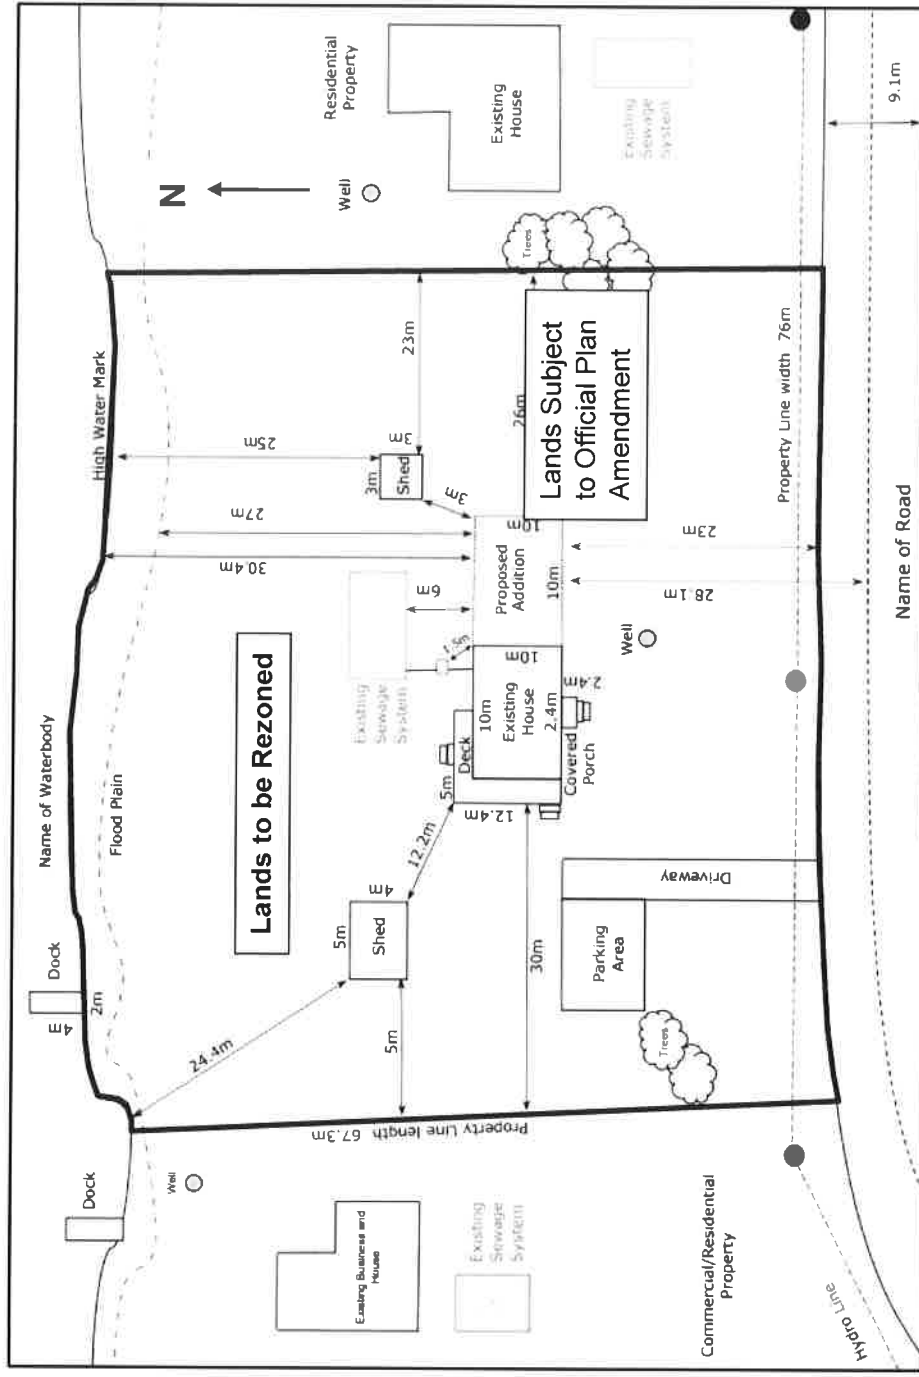 Name of Waterbody
High Water Mark
Flood Plain
Dock
4m
2m
Dock
Well
Existing Business and
House
Existing
Sewage
System
Commercial/Residential
Property
Hydro Line
Property Line length 67.3m
24.4m
5m
4m
Shed
5m
12.2m
30m
Trees
Parking
Area
Driveway
Lands to be Rezoned
Existing
Sewage
System
5m
Deck
12.4m
10m
Existing
House
10m
2.4m
2.4m
Covered
Porch
1.5m
6m
30.4m
27m
25m
3m
3m
Shed
3m
23m
Proposed
Addition
10m
10m
26m
Lands Subject
to Official Plan
Amendment
Well
23m
28.1m
Property Line width 76m
Name of Road
9.1m
N
Well
Trees
Residential
Property
Existing
House
Existing
Sewage
System